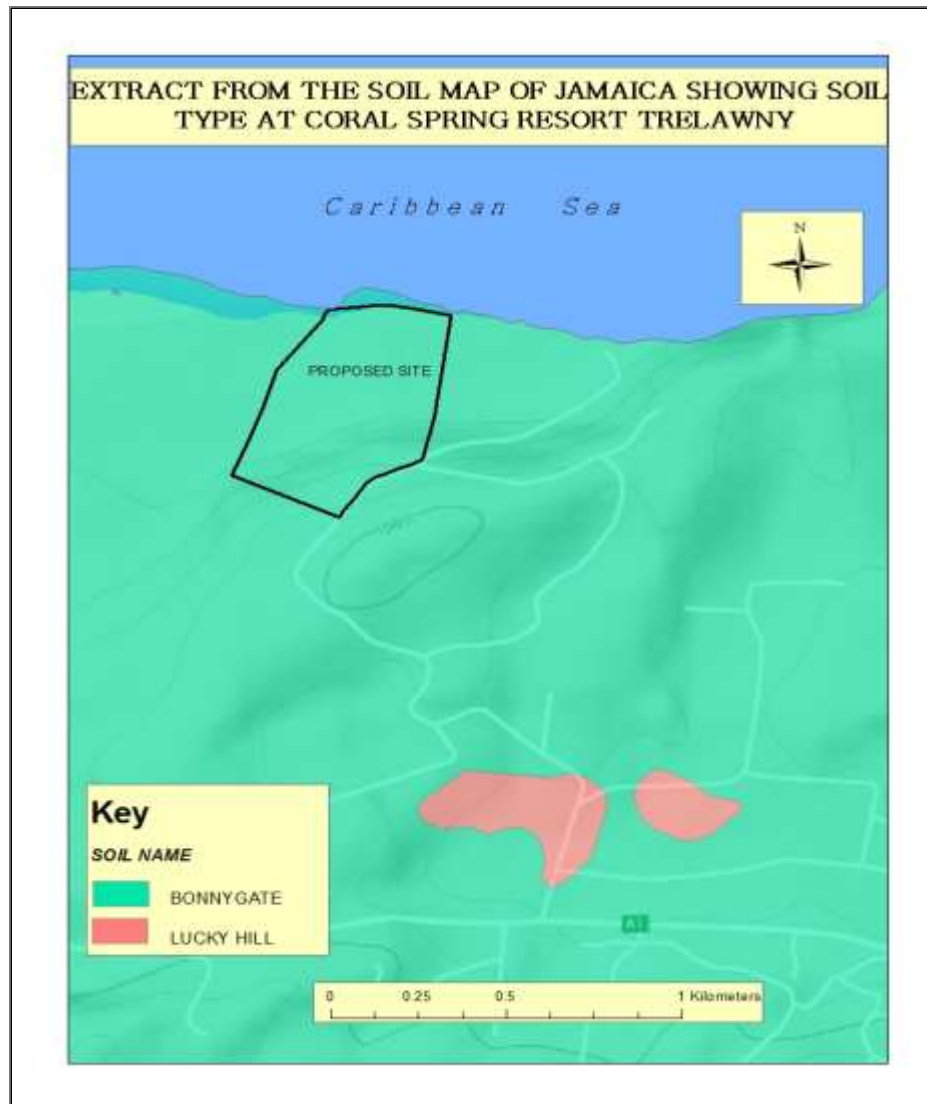 EXTRACT FROM THE SOIL MAP OF JAMAICA SHOWING SOIL
TYPE AT CORAL SPRING RESORT TRELAWNY
Caribbean Sea
N
PROPOSED SITE
Key
SOIL NAME
BONNYGATE
LUCKY HILL
A1
0 0.25 0.5 1 Kilometers